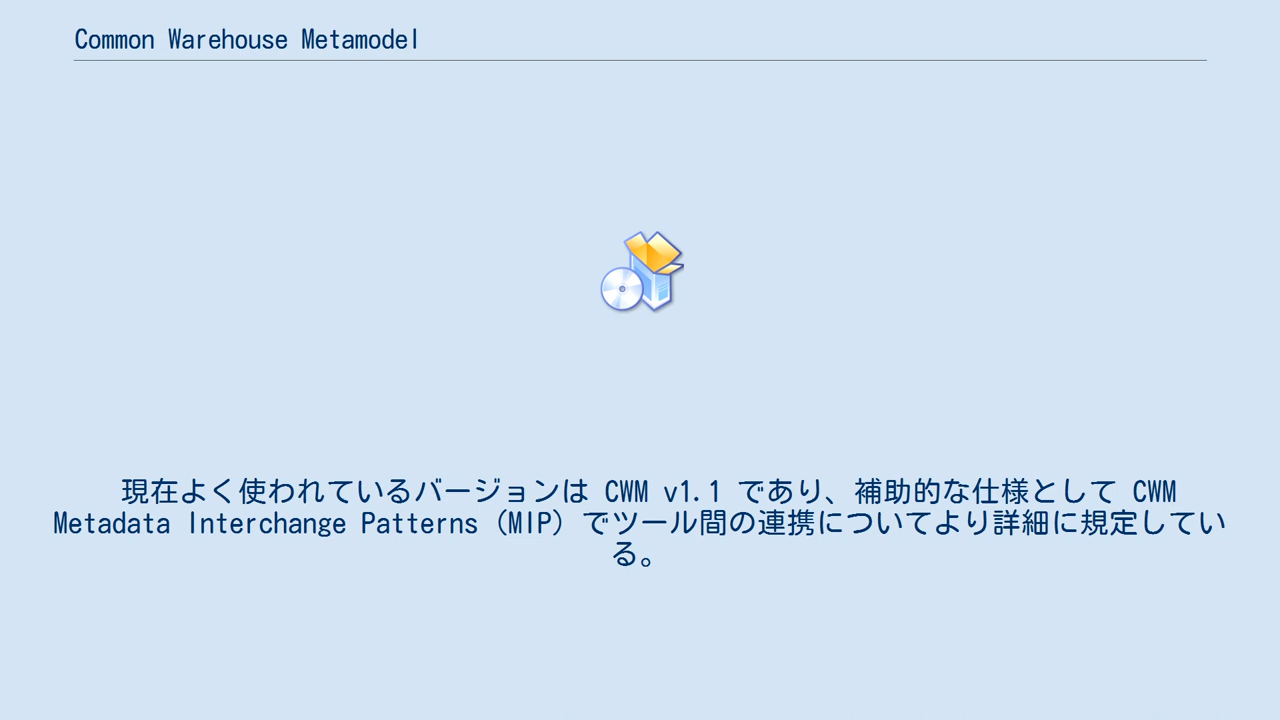 Common Warehouse Metamodel
現在よく使われているバージョンは CWM v1.1 であり、補助的な仕様として CWM
Metadata Interchange Patterns (MIP) でツール間の連携についてより詳細に規定してい
る。